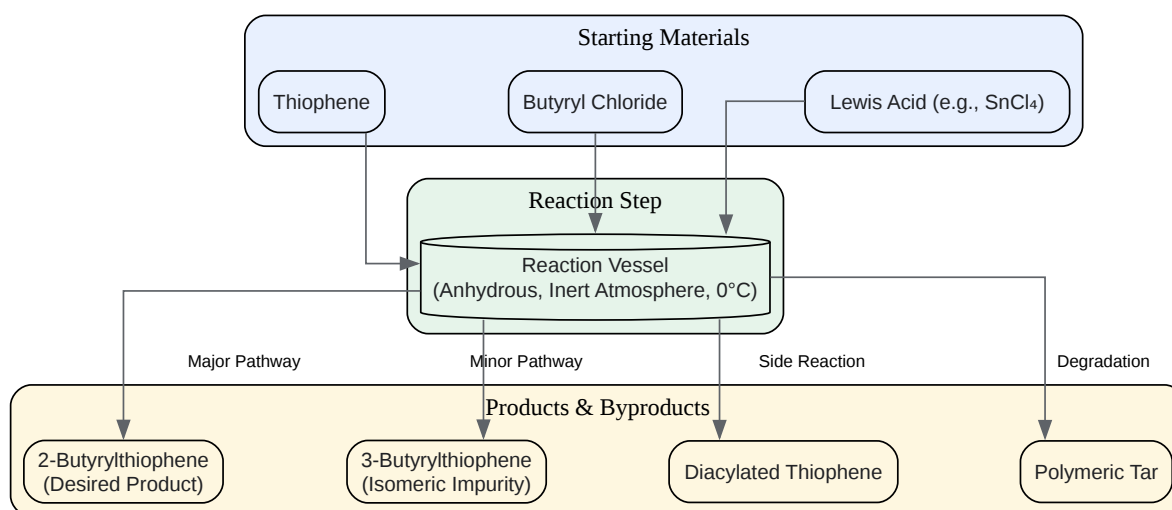 Starting Materials
Thiophene
Butyryl Chloride
Lewis Acid (e.g., SnCl₄)
Reaction Step
Reaction Vessel
(Anhydrous, Inert Atmosphere, 0°C)
Major Pathway
Minor Pathway
Side Reaction
Degradation
Products & Byproducts
2-Butyrylthiophene
(Desired Product)
3-Butyrylthiophene
(Isomeric Impurity)
Diacylated Thiophene
Polymeric Tar